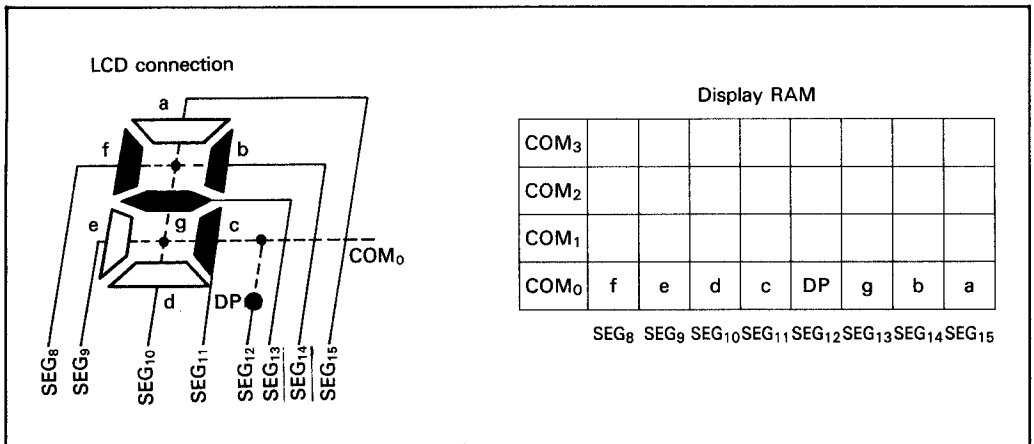 LCD connection
a
f
b
e
g
c
COM₀
d
DP
SEG₈
SEG₉
SEG₁₀
SEG₁₁
SEG₁₂
SEG₁₃
SEG₁₄
SEG₁₅
Display RAM
COM₃
COM₂
COM₁
COM₀ f e d c DP g b a
SEG₈ SEG₉ SEG₁₀ SEG₁₁ SEG₁₂ SEG₁₃ SEG₁₄ SEG₁₅